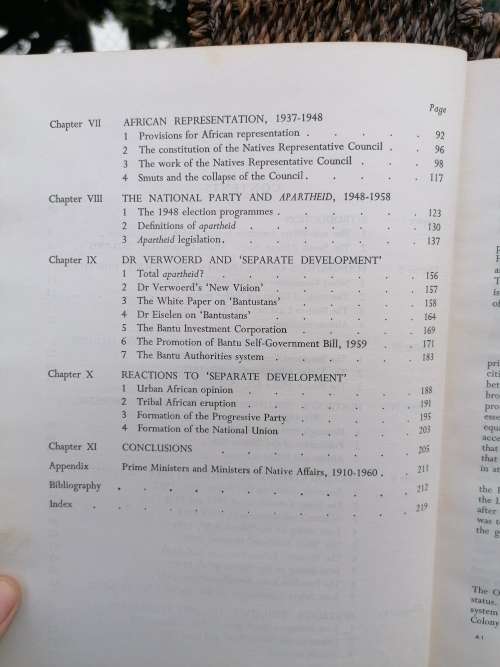 Page
Chapter VII AFRICAN REPRESENTATION, 1937-1948
1 Provisions for African representation . . . . . 92
2 The constitution of the Natives Representative Council . . 96
3 The work of the Natives Representative Council . . . 98
4 Smuts and the collapse of the Council . . . . . 117
Chapter VIII THE NATIONAL PARTY AND APARTHEID, 1948-1958
1 The 1948 election programmes . . . . . . 123
2 Definitions of apartheid . . . . . . 130
3 Apartheid legislation . . . . . . 137
Chapter IX DR VERWOERD AND 'SEPARATE DEVELOPMENT'
1 Total apartheid? . . . . . . 156
2 Dr Verwoerd's 'New Vision' . . . . . . 157
3 The White Paper on 'Bantustans' . . . . . 158
4 Dr Eiselen on 'Bantustans' . . . . . . 164
5 The Bantu Investment Corporation . . . . . 169
6 The Promotion of Bantu Self-Government Bill, 1959 . . 171
7 The Bantu Authorities system . . . . . 183
Chapter X REACTIONS TO 'SEPARATE DEVELOPMENT'
1 Urban African opinion . . . . . . 188
2 Tribal African eruption . . . . . . 191
3 Formation of the Progressive Party . . . . . 195
4 Formation of the National Union . . . . . 203
Chapter XI CONCLUSIONS . . . . . . 205
Appendix Prime Ministers and Ministers of Native Affairs, 1910-1960 . 211
Bibliography . . . . . . . . . 212
Index . . . . . . . . . 219
the L
after
was t
the g
The O
status.
system
Colony